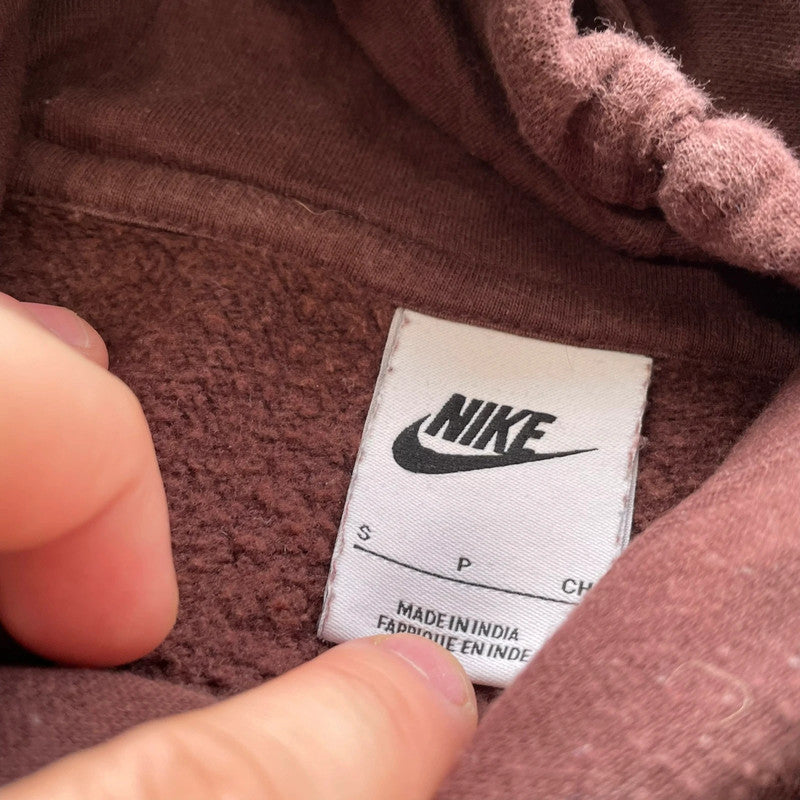 NIKE
S P CH
MADE IN INDIA
FABRIQUE EN INDE